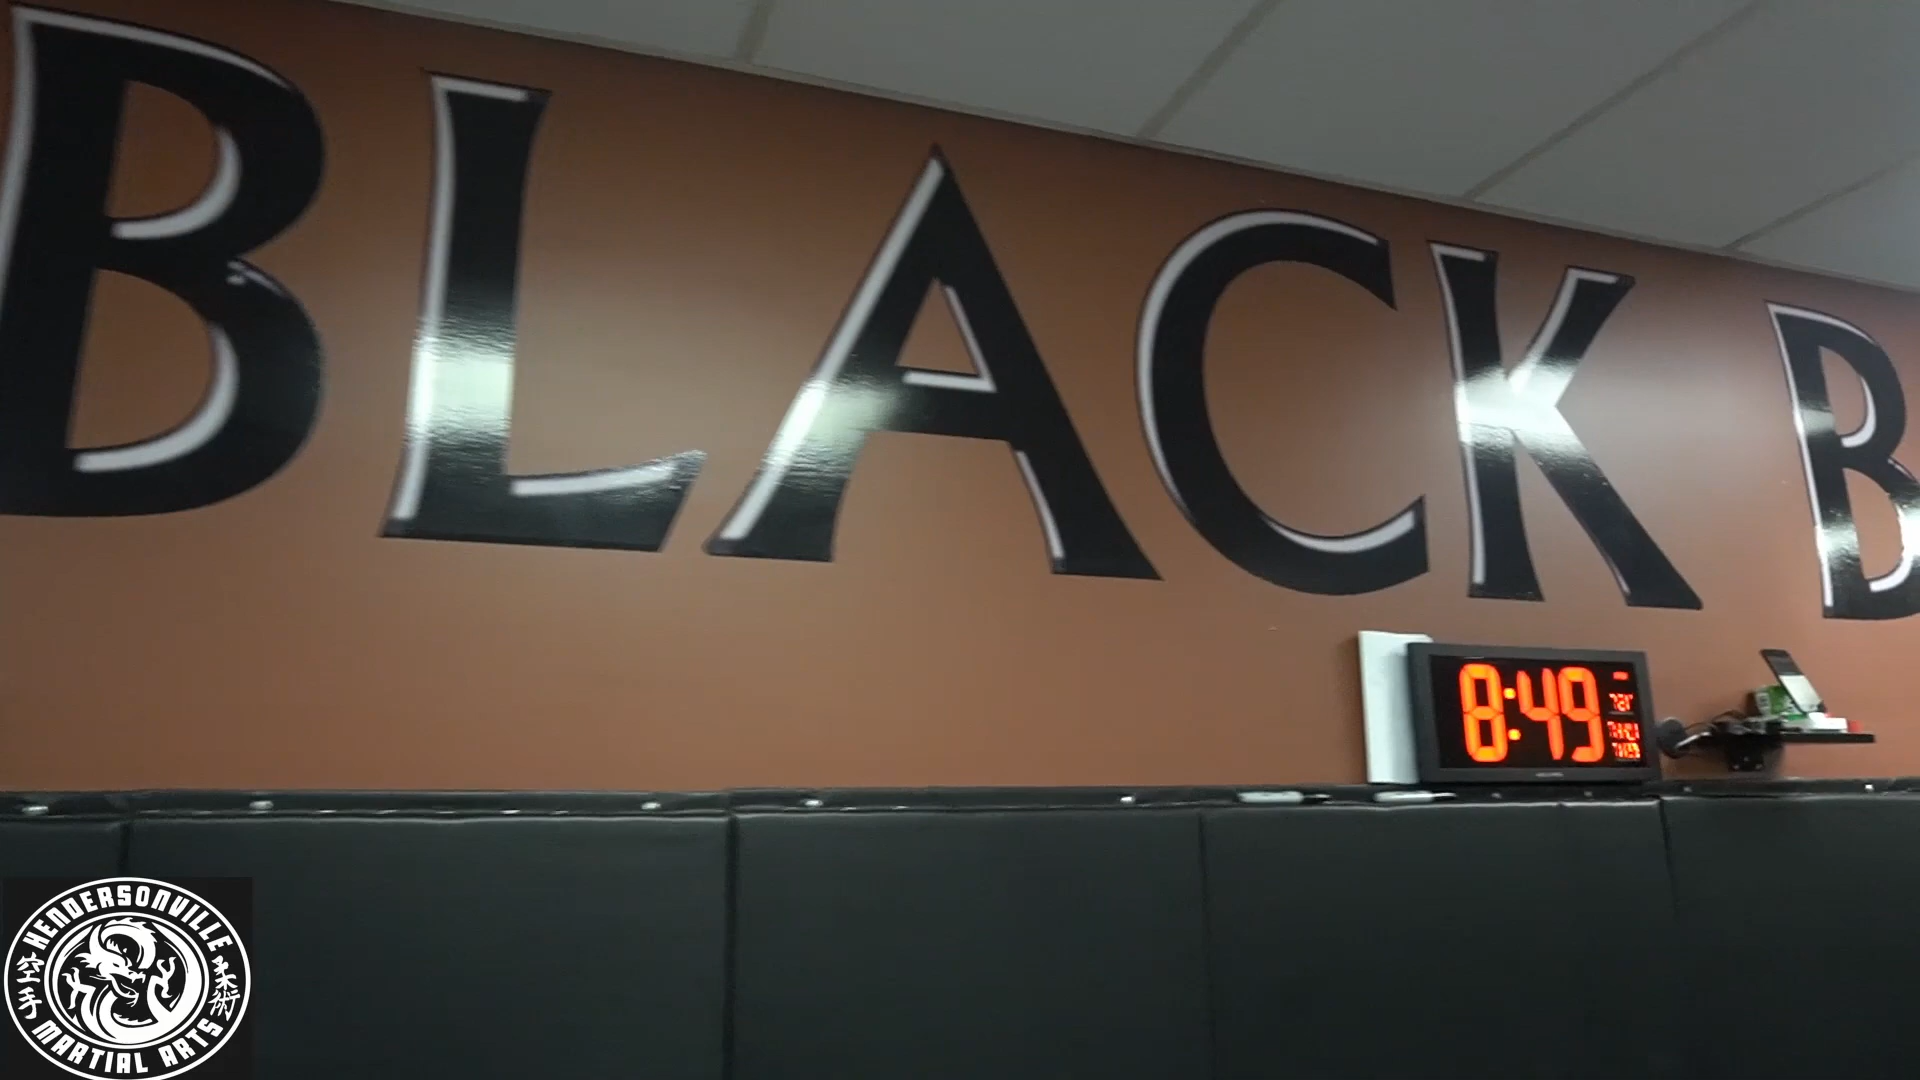 BLACK B
8:49
HENDERSONVILLE
空手
柔術
MARTIAL ARTS